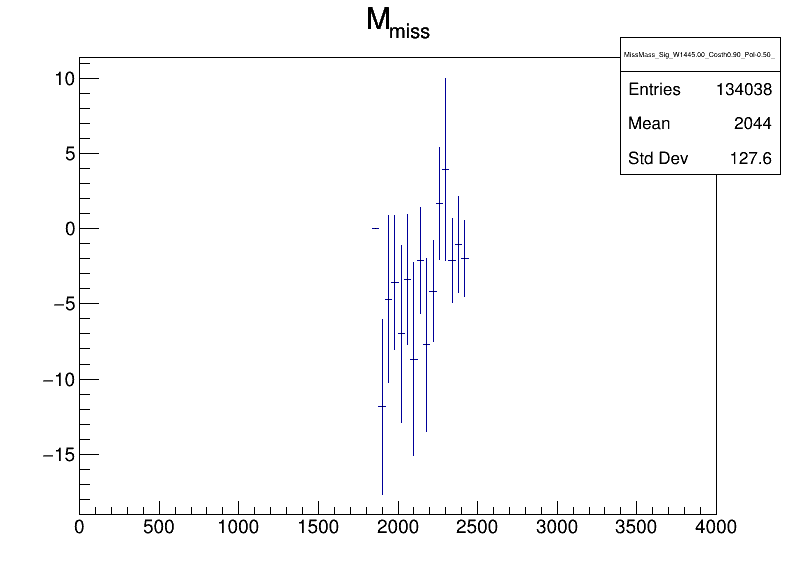 M_miss
MissMass_Sig_W1445.00_Costh0.90_Pol-0.50_
Entries 134038
Mean 2044
Std Dev 127.6
10
5
0
−5
−10
−15
0 500 1000 1500 2000 2500 3000 3500 4000